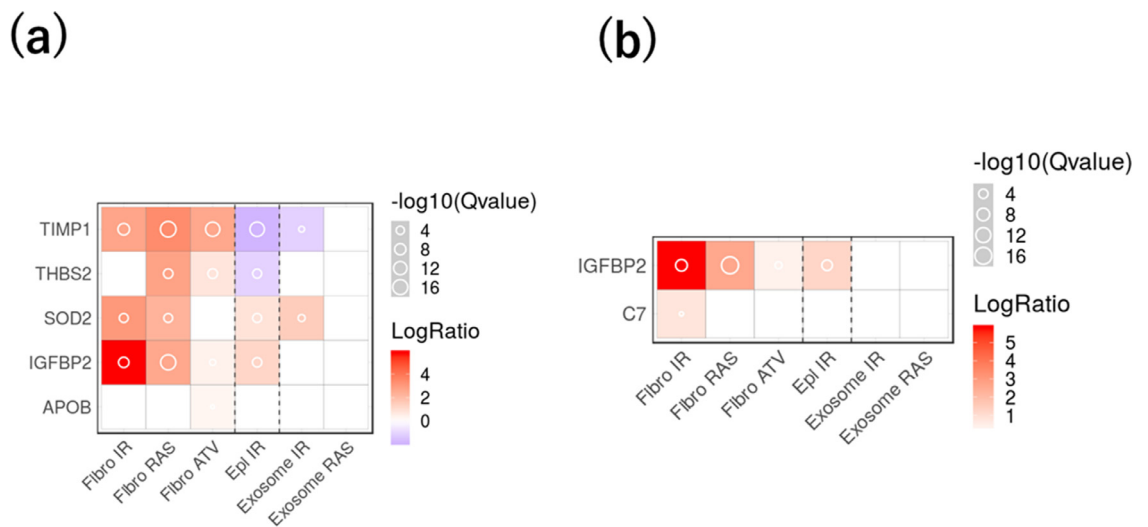 (a)
TIMP1
THBS2
SOD2
IGFBP2
APOB
Fibro IR
Fibro RAS
Fibro ATV
Epi IR
Exosome IR
Exosome RAS
-log10(Qvalue)
4
8
12
16
LogRatio
4
2
0
(b)
IGFBP2
C7
Fibro IR
Fibro RAS
Fibro ATV
Epi IR
Exosome IR
Exosome RAS
-log10(Qvalue)
4
8
12
16
LogRatio
5
4
3
2
1